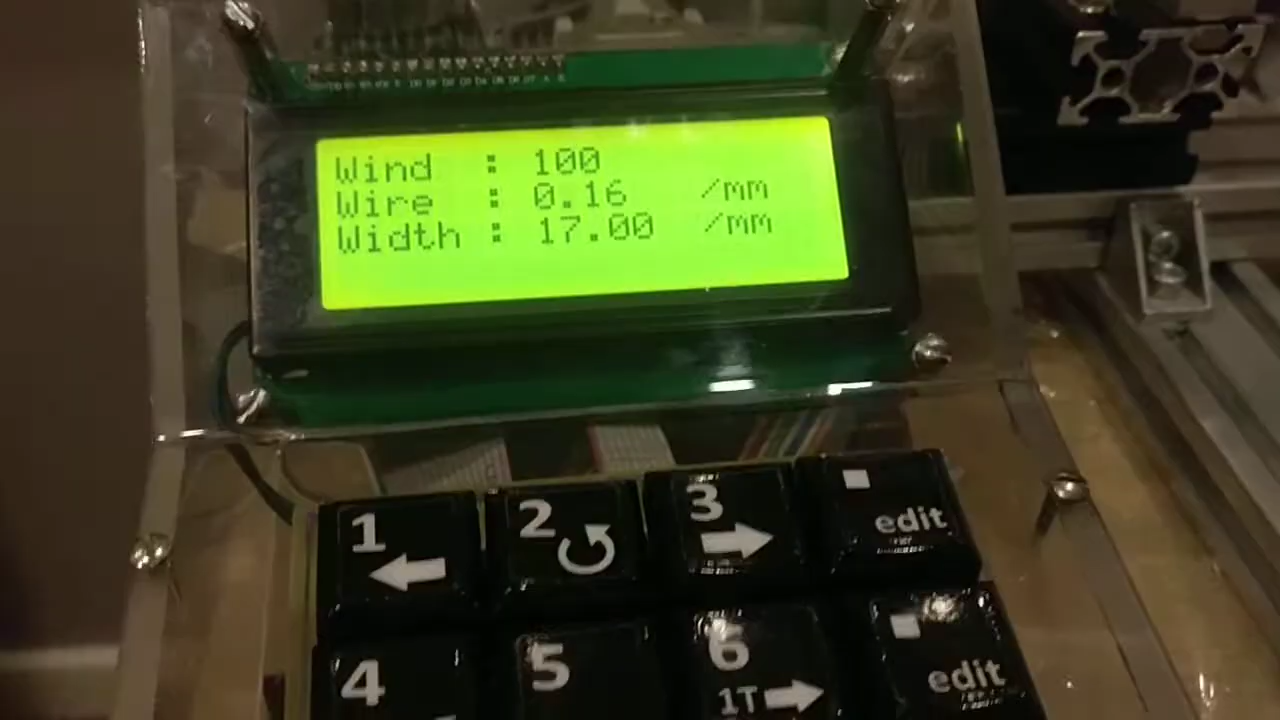 Wind : 100
Wire : 0.16 /mm
Width : 17.00 /mm
1 2 3 edit
4 5 6 edit
1T